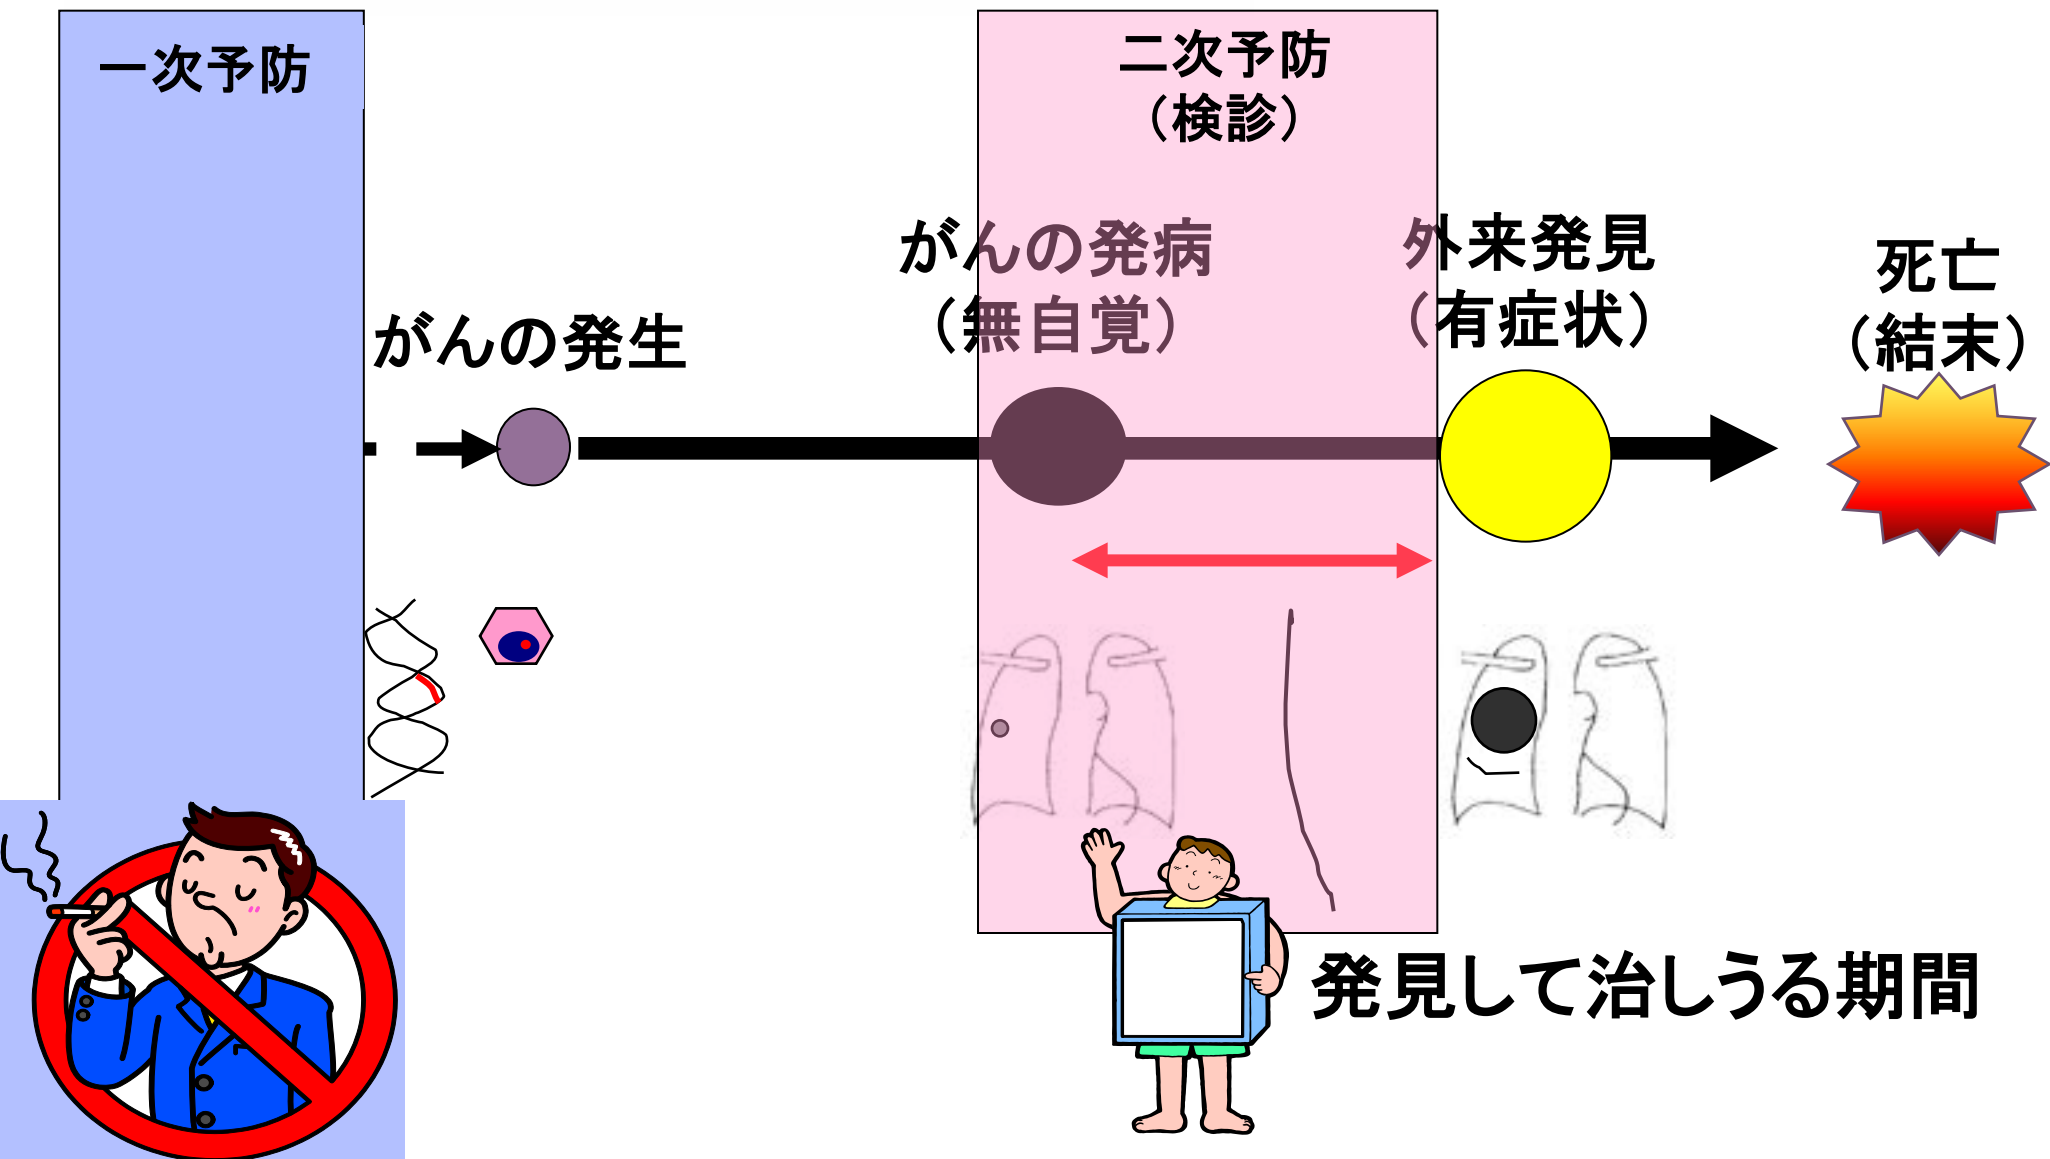 一次予防
二次予防
（検診）
がんの発生
がんの発病
（無自覚）
外来発見
（有症状）
死亡
（結末）
発見して治しうる期間